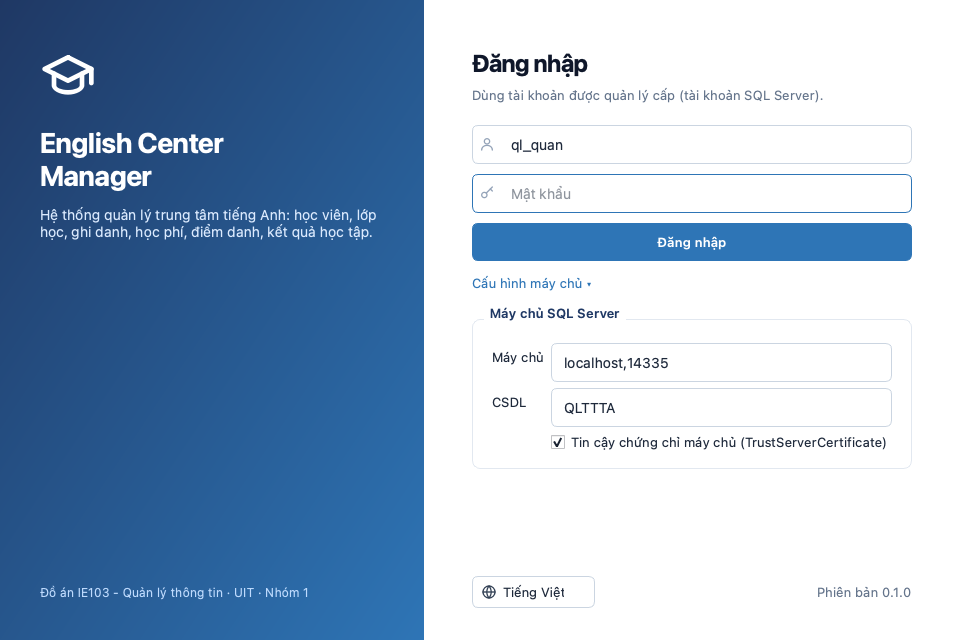 English Center
Manager
Hệ thống quản lý trung tâm tiếng Anh: học viên, lớp
học, ghi danh, học phí, điểm danh, kết quả học tập.
Đồ án IE103 - Quản lý thông tin · UIT · Nhóm 1
Đăng nhập
Dùng tài khoản được quản lý cấp (tài khoản SQL Server).
ql_quan
Mật khẩu
Đăng nhập
Cấu hình máy chủ ▾
Máy chủ SQL Server
Máy chủ localhost,14335
CSDL QLTTTA
Tin cậy chứng chỉ máy chủ (TrustServerCertificate)
Tiếng Việt
Phiên bản 0.1.0